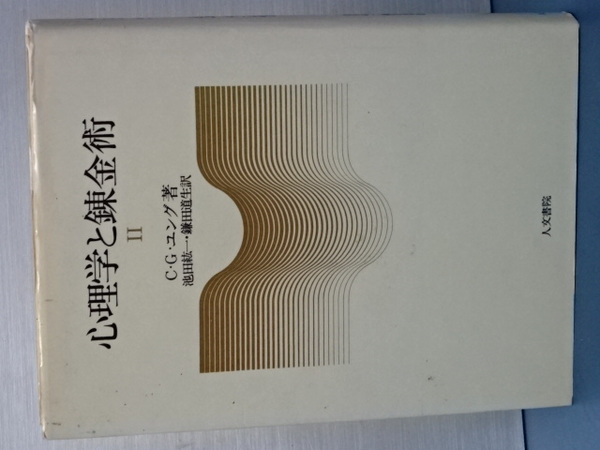 心理学と錬金術
II
C・G・ユング著
池田紘一・鎌田道生訳
人文書院